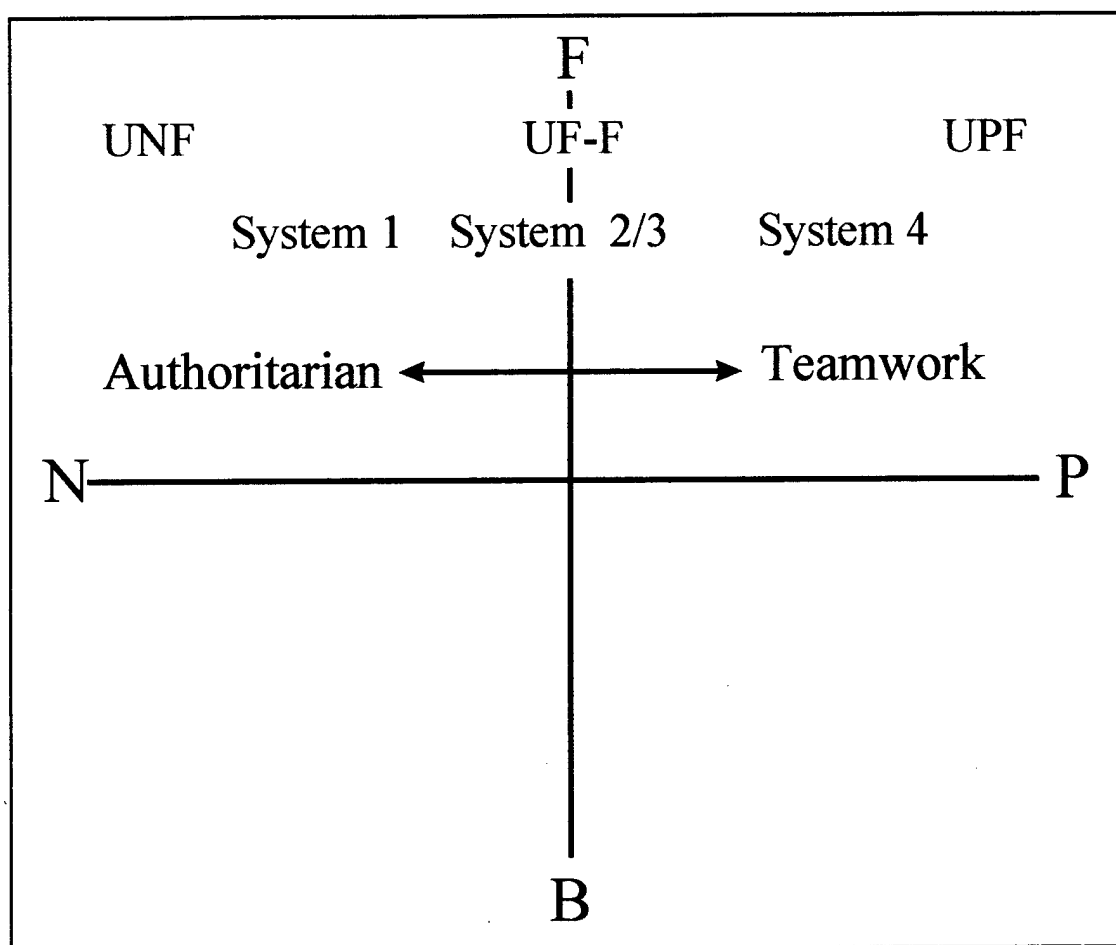 F
UNF UF-F UPF
System 1 System 2/3 System 4
Authoritarian Teamwork
N P
B